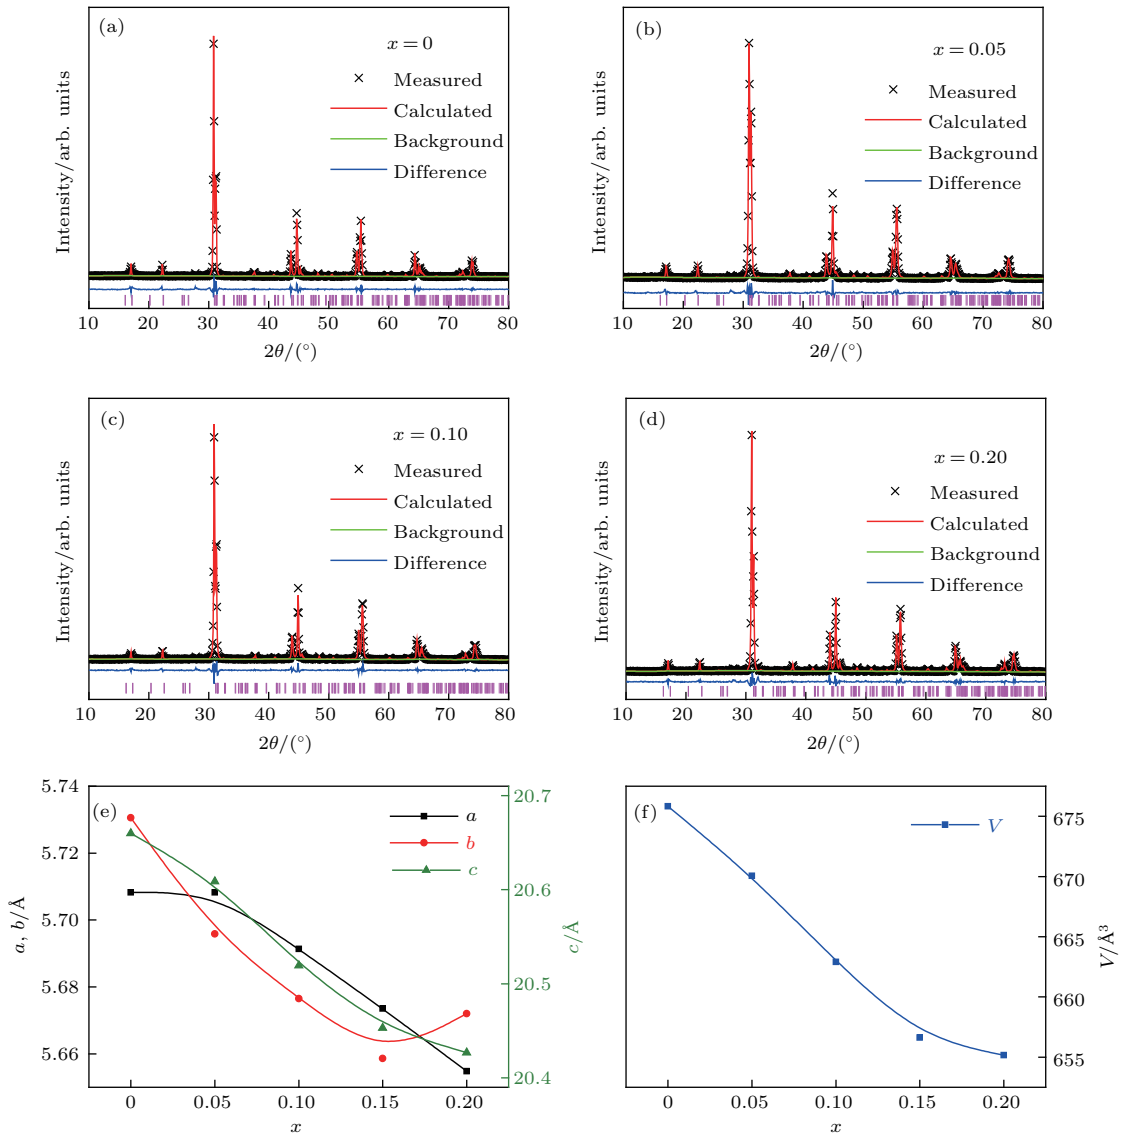 (a)
x = 0
Measured
Calculated
Background
Difference
Intensity/arb. units
10 20 30 40 50 60 70 80
2θ/(°)
(b)
x = 0.05
Measured
Calculated
Background
Difference
Intensity/arb. units
10 20 30 40 50 60 70 80
2θ/(°)
(c)
x = 0.10
Measured
Calculated
Background
Difference
Intensity/arb. units
10 20 30 40 50 60 70 80
2θ/(°)
(d)
x = 0.20
Measured
Calculated
Background
Difference
Intensity/arb. units
10 20 30 40 50 60 70 80
2θ/(°)
(e)
a
b
c
5.74
5.72
5.70
5.68
5.66
a, b/Å
20.7
20.6
20.5
20.4
c/Å
0 0.05 0.10 0.15 0.20
x
(f)
V
675
670
665
660
655
V/Å³
0 0.05 0.10 0.15 0.20
x